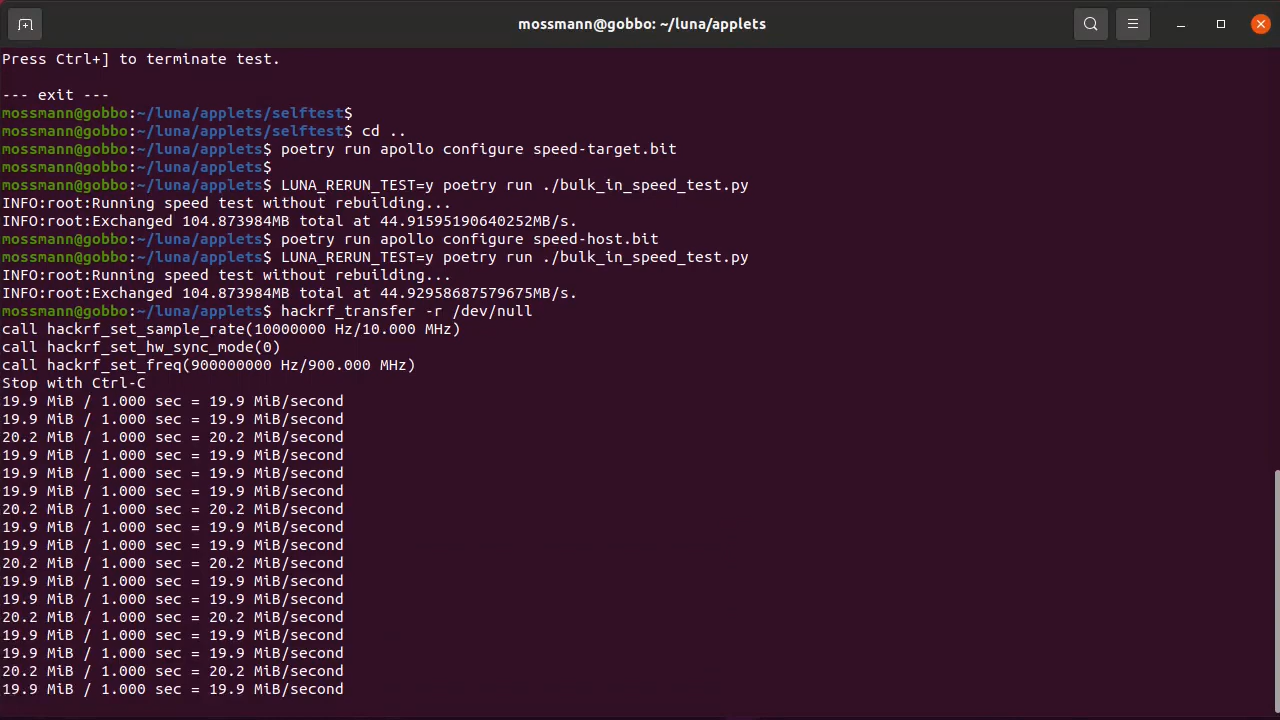 mossmann@gobbo: ~/luna/applets
Press Ctrl+] to terminate test.
--- exit ---
mossmann@gobbo:~/luna/applets/selftest$
mossmann@gobbo:~/luna/applets/selftest$ cd ..
mossmann@gobbo:~/luna/applets$ poetry run apollo configure speed-target.bit
mossmann@gobbo:~/luna/applets$
mossmann@gobbo:~/luna/applets$ LUNA_RERUN_TEST=y poetry run ./bulk_in_speed_test.py
INFO:root:Running speed test without rebuilding...
INFO:root:Exchanged 104.873984MB total at 44.91595190640252MB/s.
mossmann@gobbo:~/luna/applets$ poetry run apollo configure speed-host.bit
mossmann@gobbo:~/luna/applets$ LUNA_RERUN_TEST=y poetry run ./bulk_in_speed_test.py
INFO:root:Running speed test without rebuilding...
INFO:root:Exchanged 104.873984MB total at 44.92958687579675MB/s.
mossmann@gobbo:~/luna/applets$ hackrf_transfer -r /dev/null
call hackrf_set_sample_rate(10000000 Hz/10.000 MHz)
call hackrf_set_hw_sync_mode(0)
call hackrf_set_freq(900000000 Hz/900.000 MHz)
Stop with Ctrl-C
19.9 MiB / 1.000 sec = 19.9 MiB/second
19.9 MiB / 1.000 sec = 19.9 MiB/second
20.2 MiB / 1.000 sec = 20.2 MiB/second
19.9 MiB / 1.000 sec = 19.9 MiB/second
19.9 MiB / 1.000 sec = 19.9 MiB/second
19.9 MiB / 1.000 sec = 19.9 MiB/second
20.2 MiB / 1.000 sec = 20.2 MiB/second
19.9 MiB / 1.000 sec = 19.9 MiB/second
19.9 MiB / 1.000 sec = 19.9 MiB/second
20.2 MiB / 1.000 sec = 20.2 MiB/second
19.9 MiB / 1.000 sec = 19.9 MiB/second
19.9 MiB / 1.000 sec = 19.9 MiB/second
20.2 MiB / 1.000 sec = 20.2 MiB/second
19.9 MiB / 1.000 sec = 19.9 MiB/second
19.9 MiB / 1.000 sec = 19.9 MiB/second
20.2 MiB / 1.000 sec = 20.2 MiB/second
19.9 MiB / 1.000 sec = 19.9 MiB/second